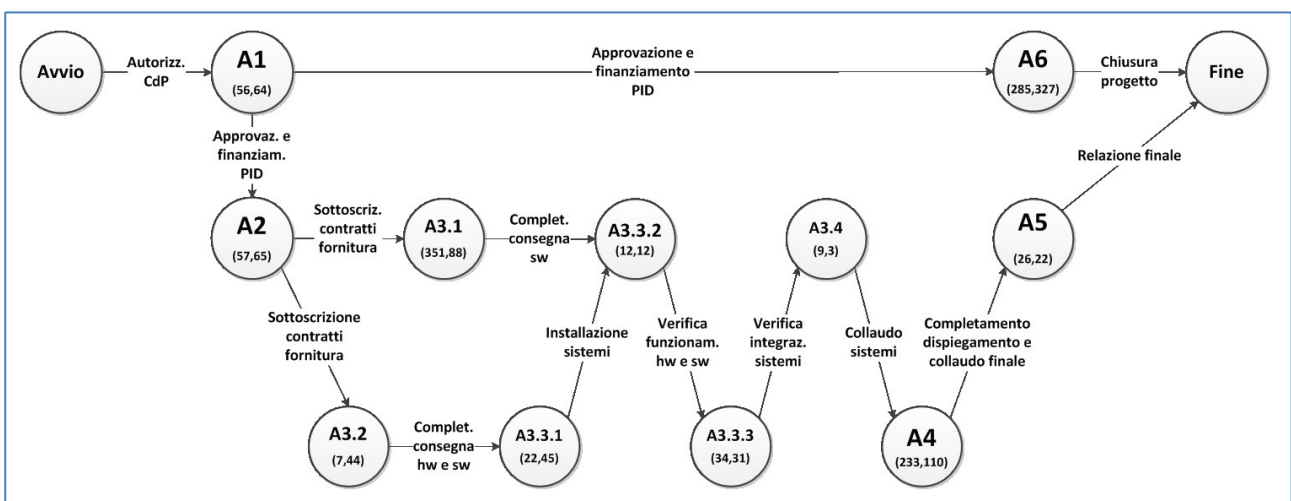 Avvio
Autorizz.
CdP
A1
(56,64)
Approvazione e
finanziamento
PID
A6
(285,327)
Chiusura
progetto
Fine
Approvaz. e
finanziam.
PID
Relazione finale
A2
(57,65)
Sottoscriz.
contratti
fornitura
A3.1
(351,88)
Complet.
consegna
sw
A3.3.2
(12,12)
A3.4
(9,3)
A5
(26,22)
Sottoscrizione
contratti
fornitura
Installazione
sistemi
Verifica
funzionam.
hw e sw
Verifica
integraz.
sistemi
Collaudo
sistemi
Completamento
dispiegamento e
collaudo finale
A3.2
(7,44)
Complet.
consegna
hw e sw
A3.3.1
(22,45)
A3.3.3
(34,31)
A4
(233,110)